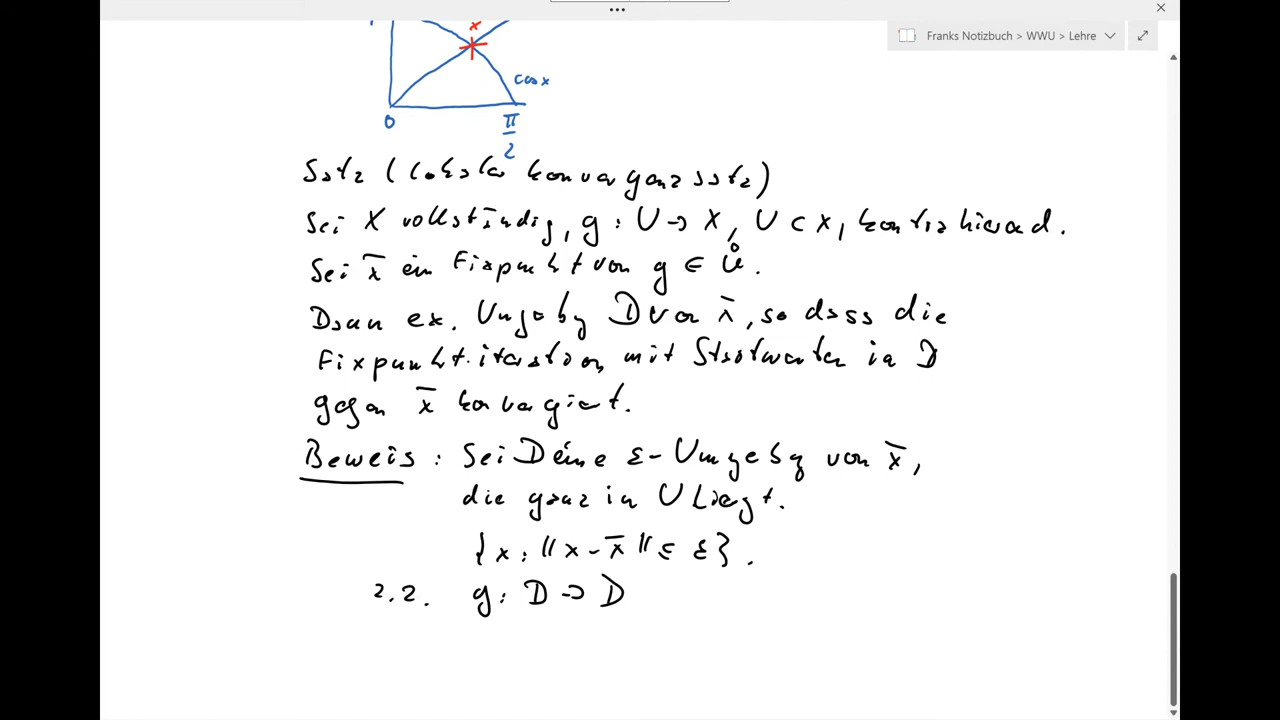 Franks Notizbuch > WWU > Lehre
x
cos x
0
π/2
Satz (Lokaler Konvergenzsatz)
Sei X vollständig, g : U → X, U ⊂ X, kontrahierend.
Sei x̄ ein Fixpunkt von g ∈ Ů.
Dann ex. Umgebg D von x̄, so dass die
Fixpunktiteration mit Startwerten in D
gegen x̄ konvergiert.
Beweis : Sei D eine ε-Umgebg von x̄,
die ganz in U liegt.
{x : ‖x - x̄‖ ≤ ε}.
z.z. g : D → D